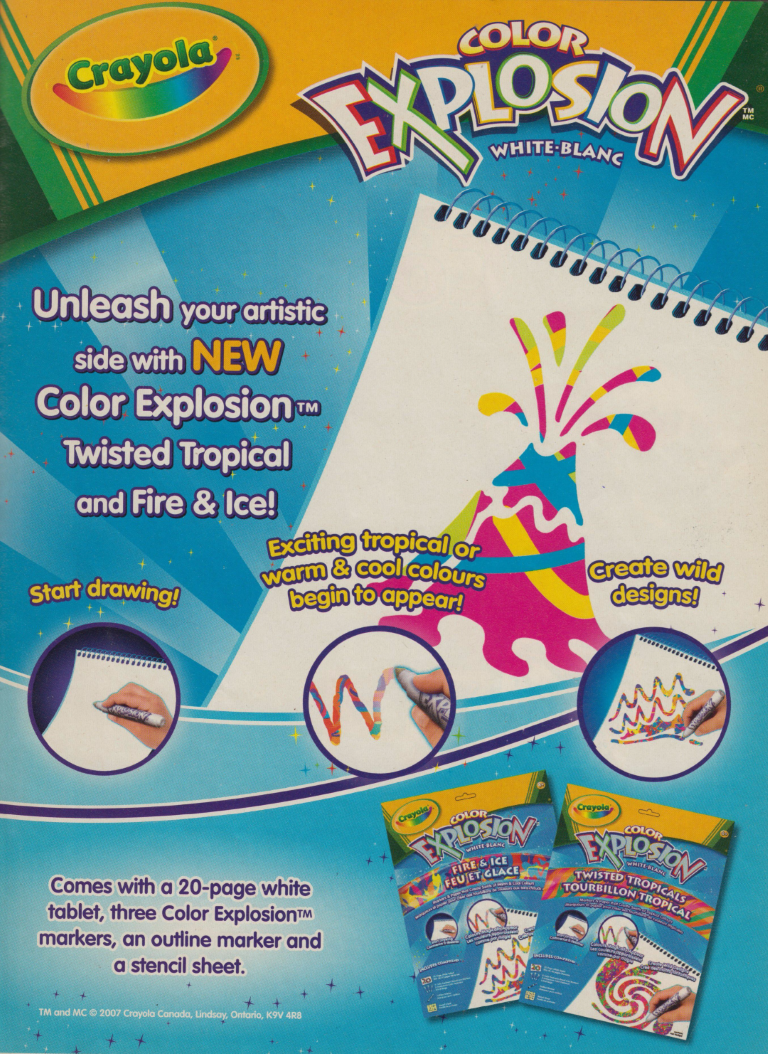 Crayola
COLOR
EXPLOSION
TM
MC
WHITE-BLANC
Unleash your artistic
side with NEW
Color Explosion™
Twisted Tropical
and Fire & Ice!
Start drawing!
Exciting tropical or
warm & cool colours
begin to appear!
Create wild
designs!
Comes with a 20-page white
tablet, three Color Explosion™
markers, an outline marker and
a stencil sheet.
TM and MC © 2007 Crayola Canada, Lindsay, Ontario, K9V 4R8
Crayola
COLOR
EXPLOSION
WHITE BLANC
FIRE & ICE
FEU ET GLACE
Crayola
COLOR
EXPLOSION
WHITE BLANC
TWISTED TROPICALS
TOURBILLON TROPICAL